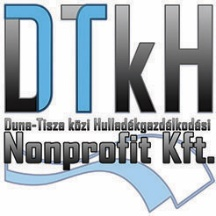 DTkH
Duna-Tisza közi Hulladékgazdálkodási
Nonprofit Kft.